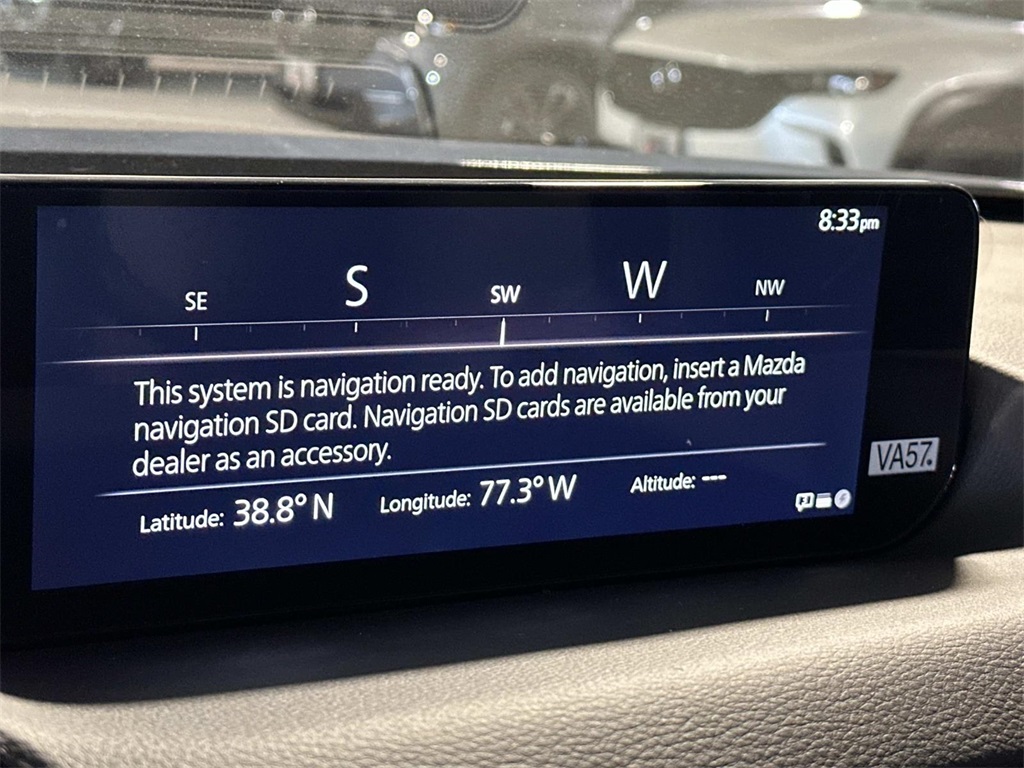 8:33pm
SE S SW W NW
This system is navigation ready. To add navigation, insert a Mazda
navigation SD card. Navigation SD cards are available from your
dealer as an accessory.
Latitude: 38.8° N Longitude: 77.3° W Altitude: ---
VA57.